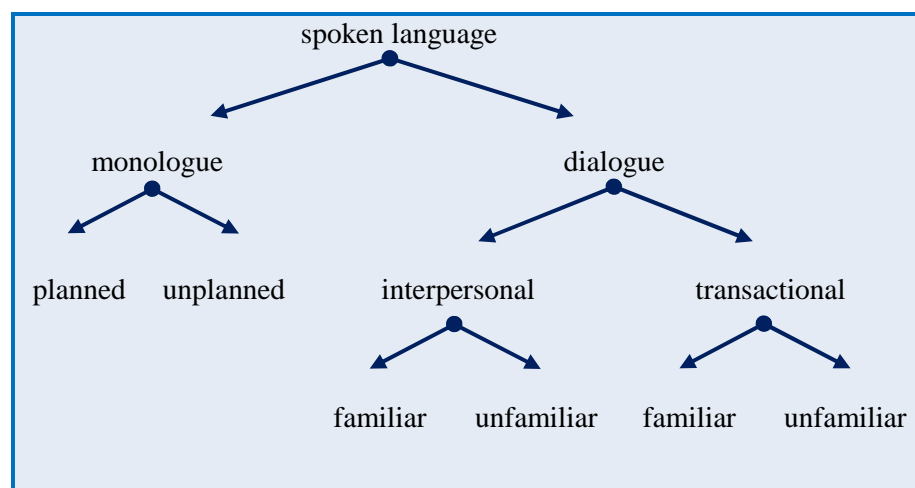 spoken language
monologue dialogue
planned unplanned interpersonal transactional
familiar unfamiliar familiar unfamiliar